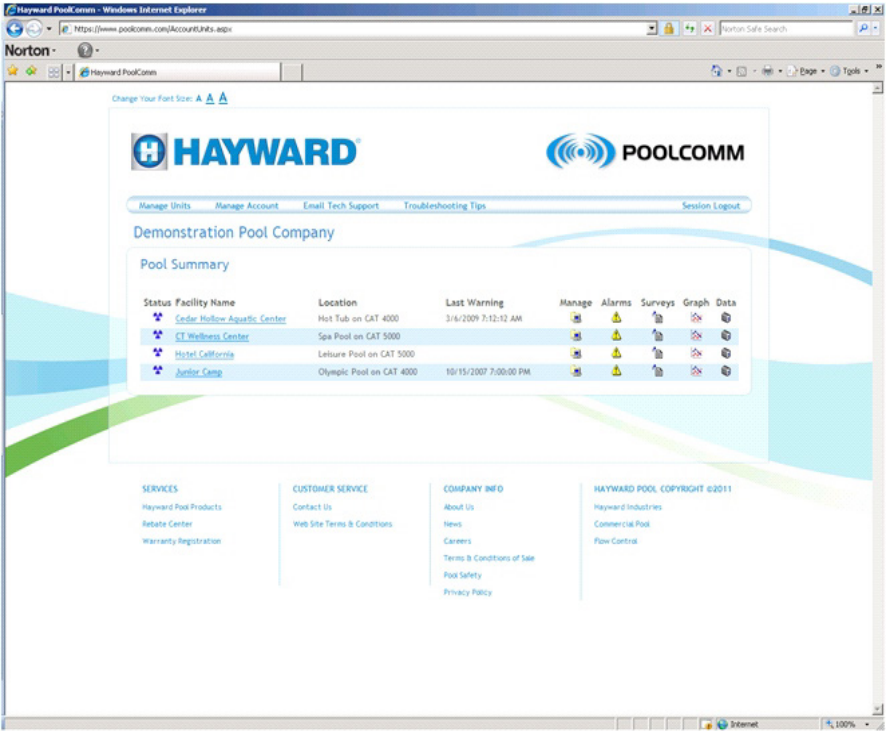 Hayward PoolComm - Windows Internet Explorer
https://www.poolcomm.com/AccountUnits.aspx
Norton Safe Search
Norton
Hayward PoolComm
Page Tools
Change Your Font Size: A A A
H HAYWARD
POOLCOMM
Manage Units Manage Account Email Tech Support Troubleshooting Tips Session Logout
Demonstration Pool Company
Pool Summary
Status Facility Name Location Last Warning Manage Alarms Surveys Graph Data
Cedar Hollow Aquatic Center Hot Tub on CAT 4000 3/6/2009 7:12:12 AM
CT Wellness Center Spa Pool on CAT 5000
Hotel California Leisure Pool on CAT 5000
Junior Camp Olympic Pool on CAT 4000 10/15/2007 7:00:00 PM
SERVICES
Hayward Pool Products
Rebate Center
Warranty Registration
CUSTOMER SERVICE
Contact Us
Web Site Terms & Conditions
COMPANY INFO
About Us
News
Careers
Terms & Conditions of Sale
Pool Safety
Privacy Policy
HAYWARD POOL COPYRIGHT ©2011
Hayward Industries
Commercial Pool
Flow Control
Internet 100%